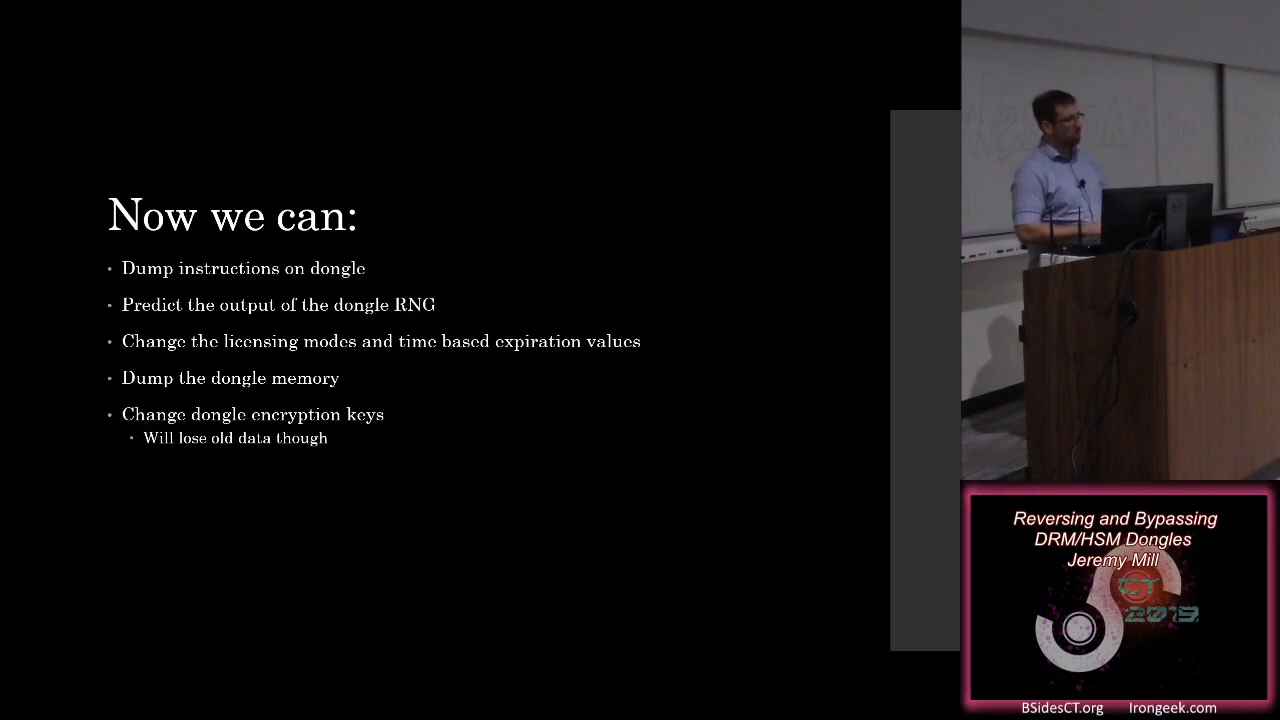 Now we can:
Dump instructions on dongle
Predict the output of the dongle RNG
Change the licensing modes and time based expiration values
Dump the dongle memory
Change dongle encryption keys
Will lose old data though
Reversing and Bypassing
DRM/HSM Dongles
Jeremy Mill
CT
2019
BSidesCT.org Irongeek.com